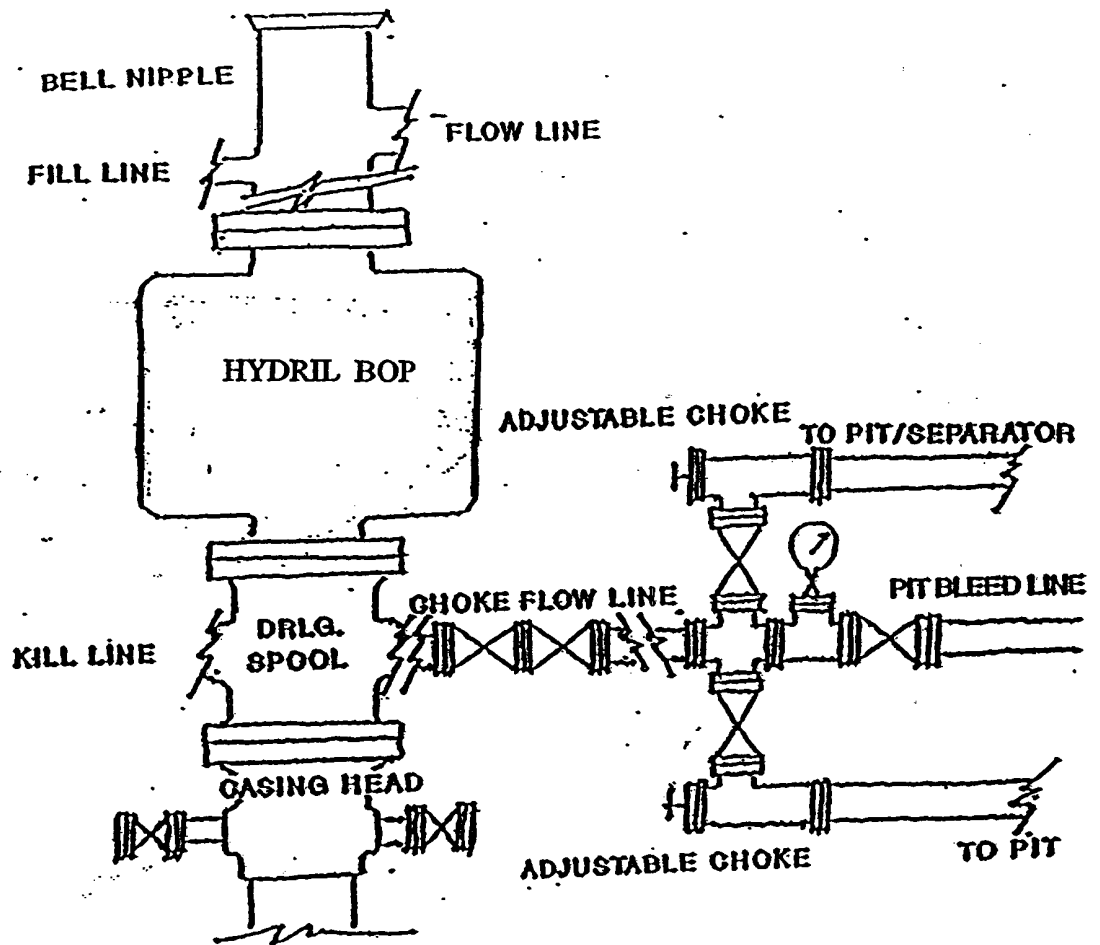 BELL NIPPLE
FLOW LINE
FILL LINE
HYDRIL BOP
ADJUSTABLE CHOKE
TO PIT/SEPARATOR
CHOKE FLOW LINE
PIT BLEED LINE
KILL LINE
DRLG.
SPOOL
CASING HEAD
ADJUSTABLE CHOKE
TO PIT